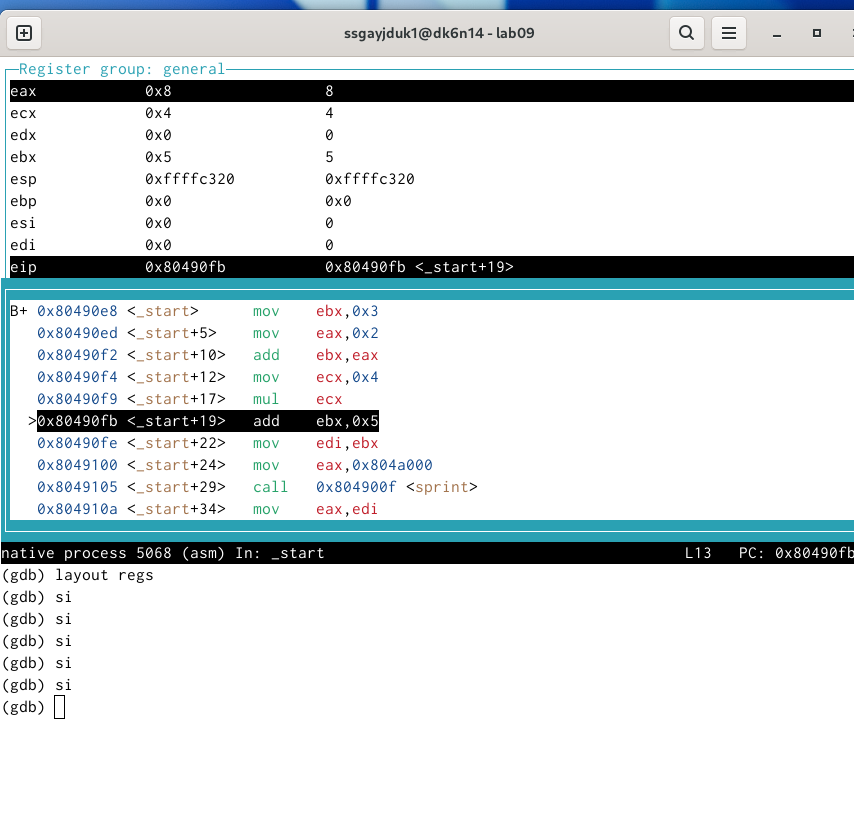 ssgayjduk1@dk6n14 - lab09
Register group: general
eax 0x8 8
ecx 0x4 4
edx 0x0 0
ebx 0x5 5
esp 0xffffc320 0xffffc320
ebp 0x0 0x0
esi 0x0 0
edi 0x0 0
eip 0x80490fb 0x80490fb <_start+19>
B+ 0x80490e8 <_start> mov ebx,0x3
0x80490ed <_start+5> mov eax,0x2
0x80490f2 <_start+10> add ebx,eax
0x80490f4 <_start+12> mov ecx,0x4
0x80490f9 <_start+17> mul ecx
>0x80490fb <_start+19> add ebx,0x5
0x80490fe <_start+22> mov edi,ebx
0x8049100 <_start+24> mov eax,0x804a000
0x8049105 <_start+29> call 0x804900f <sprint>
0x804910a <_start+34> mov eax,edi
native process 5068 (asm) In: _start L13 PC: 0x80490fb
(gdb) layout regs
(gdb) si
(gdb) si
(gdb) si
(gdb) si
(gdb) si
(gdb)